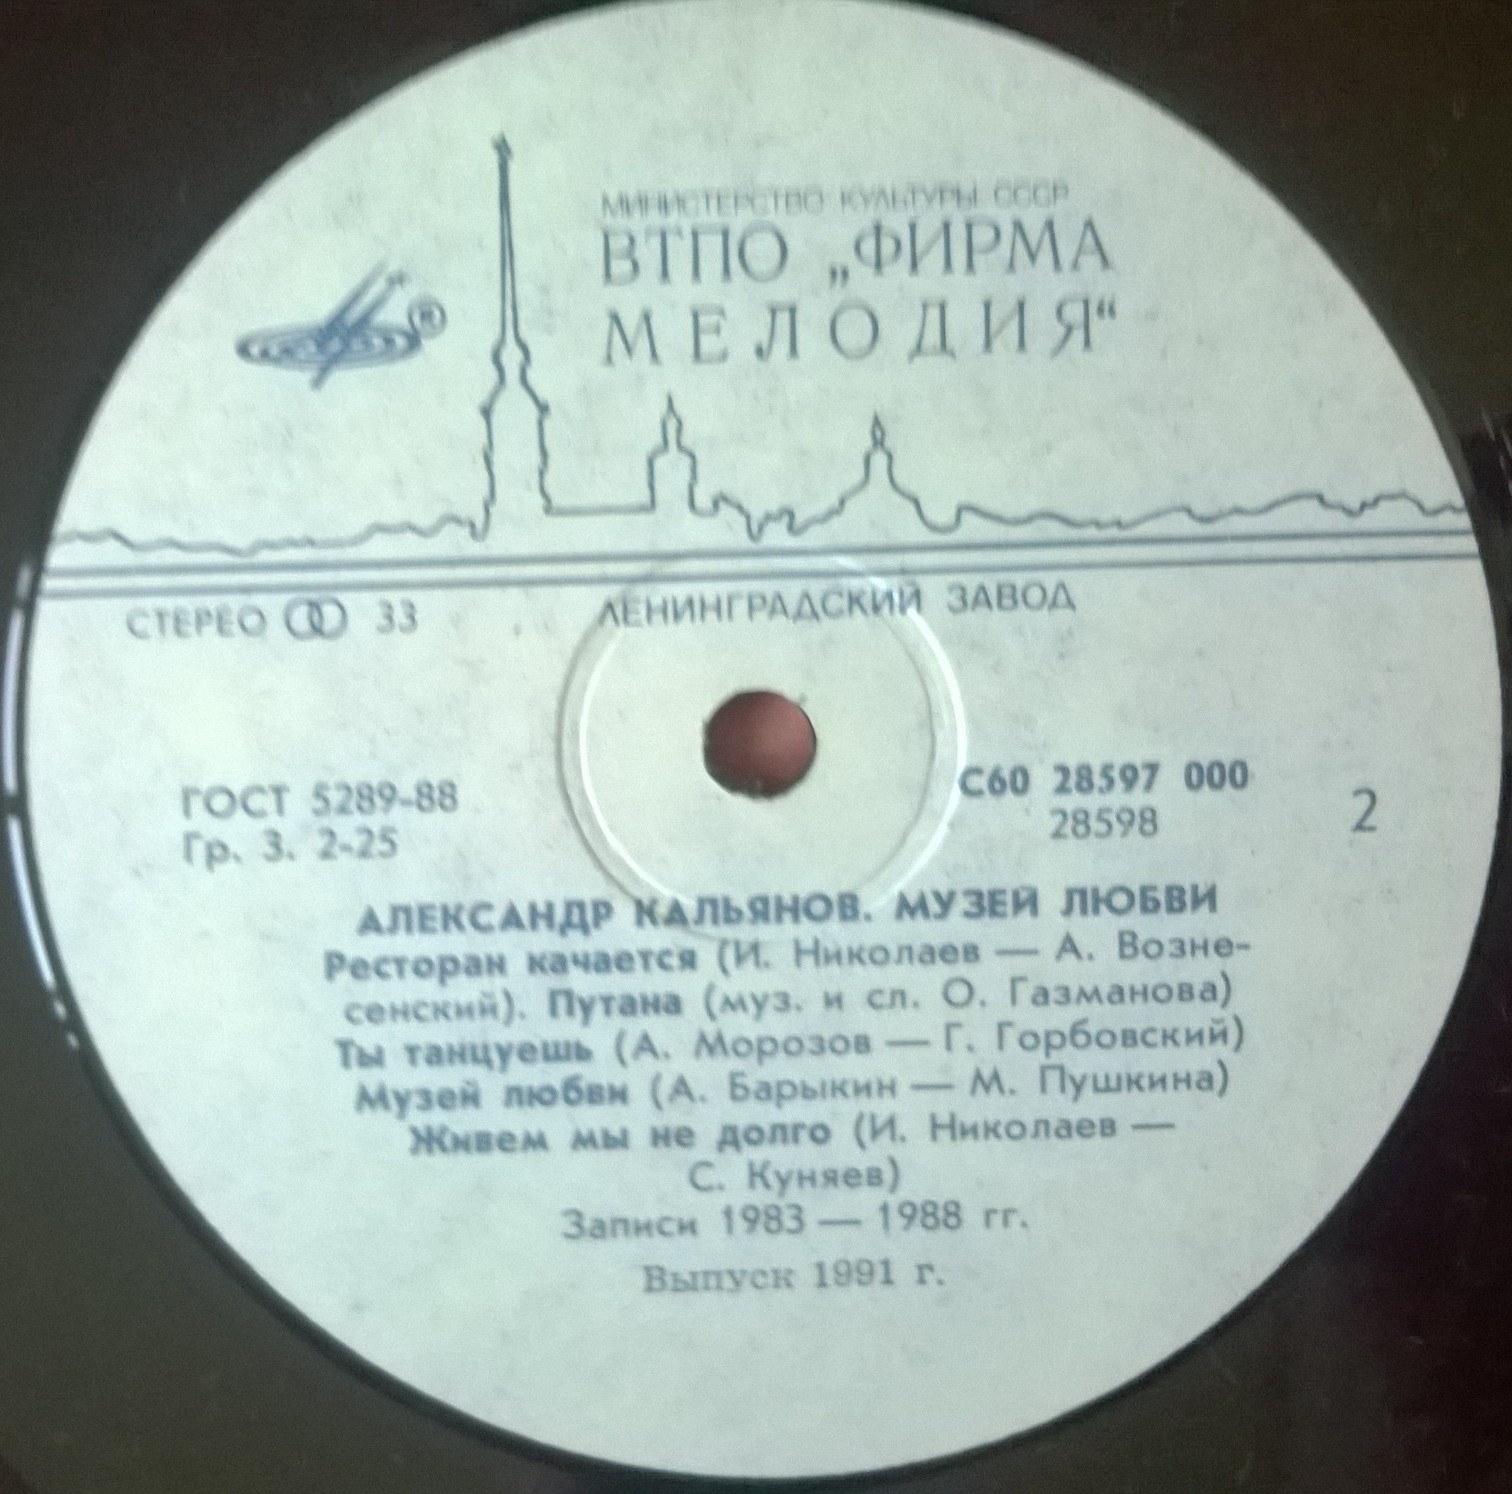 МИНИСТЕРСТВО КУЛЬТУРЫ СССР
ВТПО „ФИРМА
МЕЛОДИЯ“
®
СТЕРЕО 33
ЛЕНИНГРАДСКИЙ ЗАВОД
ГОСТ 5289-88
Гр. 3. 2-25
С60 28597 000
28598
2
АЛЕКСАНДР КАЛЬЯНОВ. МУЗЕЙ ЛЮБВИ
Ресторан качается (И. Николаев — А. Возне-
сенский). Путана (муз. и сл. О. Газманова)
Ты танцуешь (А. Морозов — Г. Горбовский)
Музей любви (А. Барыкин — М. Пушкина)
Живем мы не долго (И. Николаев —
С. Куняев)
Записи 1983 — 1988 гг.
Выпуск 1991 г.